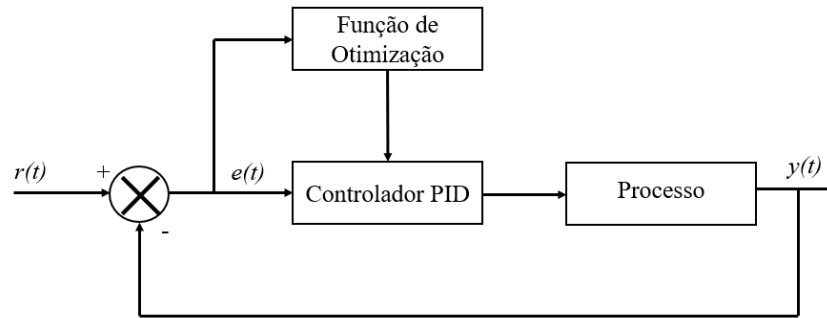 Função de
Otimização
r(t)
+
e(t)
Controlador PID
Processo
y(t)
-